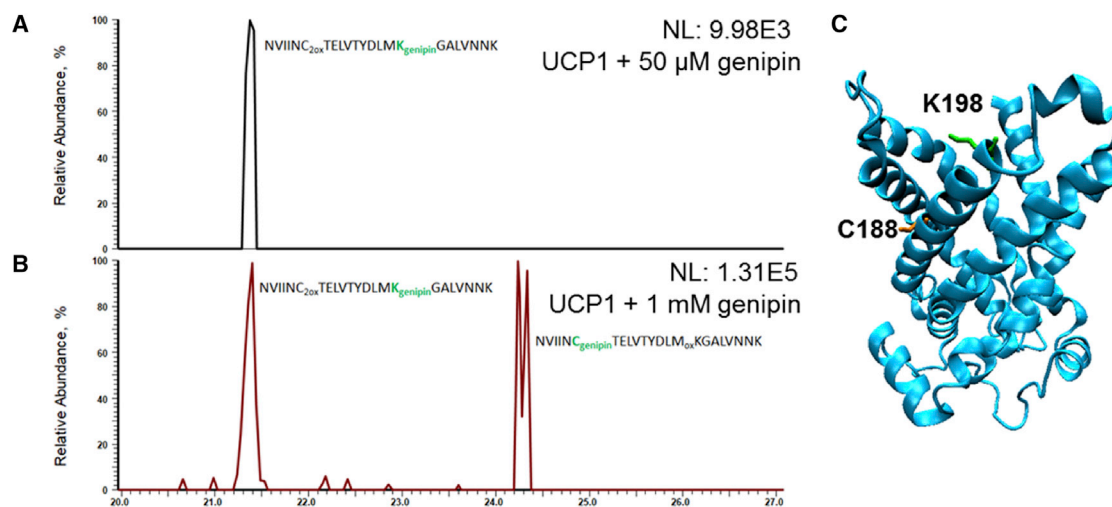 A
Relative Abundance, %
100
80
60
40
20
0
NVIINC2oxTELVTYDLMKgenipinGALVNNK
NL: 9.98E3
UCP1 + 50 µM genipin
B
Relative Abundance, %
100
80
60
40
20
0
NVIINC2oxTELVTYDLMKgenipinGALVNNK
NL: 1.31E5
UCP1 + 1 mM genipin
NVIINCgenipinTELVTYDLMoxKGALVNNK
20.0 21.0 22.0 23.0 24.0 25.0 26.0 27.0
C
K198
C188